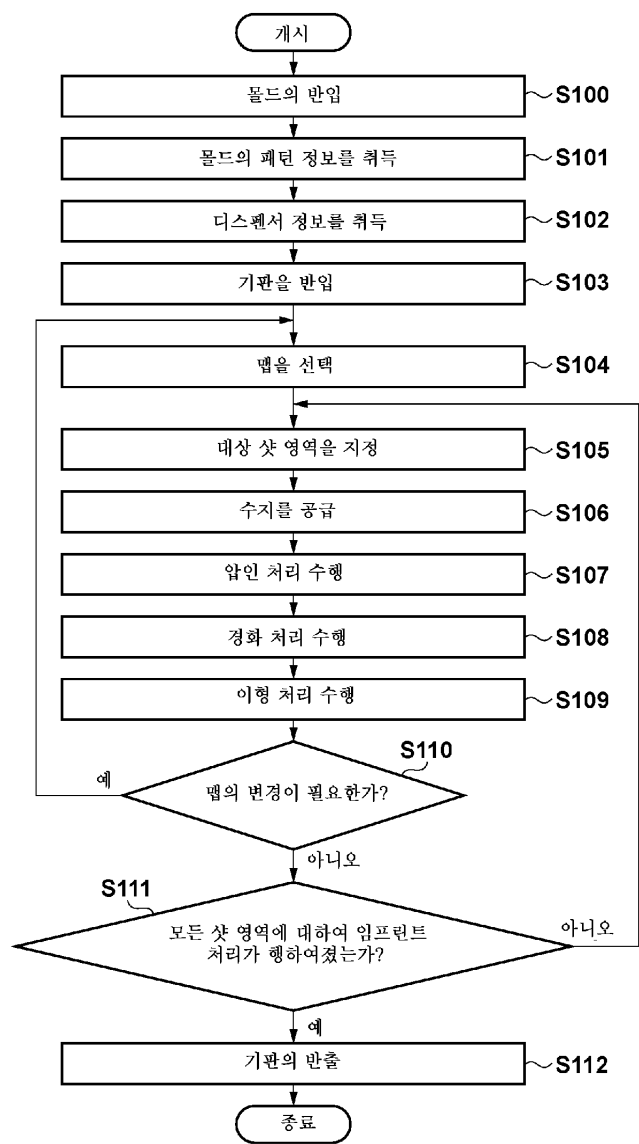 개시
몰드의 반입
S100
몰드의 패턴 정보를 취득
S101
디스펜서 정보를 취득
S102
기판을 반입
S103
맵을 선택
S104
대상 샷 영역을 지정
S105
수지를 공급
S106
압인 처리 수행
S107
경화 처리 수행
S108
이형 처리 수행
S109
S110
예
맵의 변경이 필요한가?
아니오
S111
모든 샷 영역에 대하여 임프린트
처리가 행하여졌는가?
아니오
예
기판의 반출
S112
종료